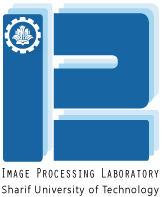 Image Processing Laboratory
Sharif University of Technology